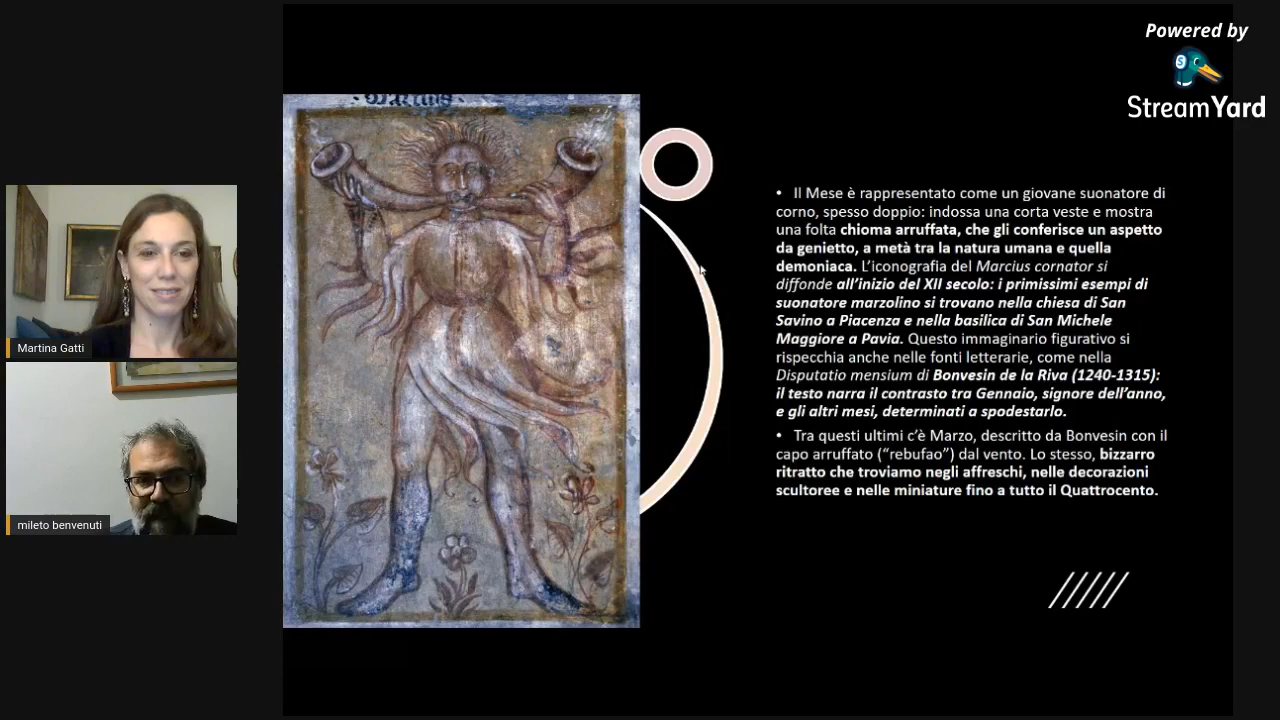 Powered by
StreamYard
Martina Gatti
mileto benvenuti
• Il Mese è rappresentato come un giovane suonatore di
corno, spesso doppio: indossa una corta veste e mostra
una folta chioma arruffata, che gli conferisce un aspetto
da genietto, a metà tra la natura umana e quella
demoniaca. L’iconografia del Marcius cornator si
diffonde all’inizio del XII secolo: i primissimi esempi di
suonatore marzolino si trovano nella chiesa di San
Savino a Piacenza e nella basilica di San Michele
Maggiore a Pavia. Questo immaginario figurativo si
rispecchia anche nelle fonti letterarie, come nella
Disputatio mensium di Bonvesin de la Riva (1240-1315):
il testo narra il contrasto tra Gennaio, signore dell’anno,
e gli altri mesi, determinati a spodestarlo.
• Tra questi ultimi c’è Marzo, descritto da Bonvesin con il
capo arruffato (“rebufao”) dal vento. Lo stesso, bizzarro
ritratto che troviamo negli affreschi, nelle decorazioni
scultoree e nelle miniature fino a tutto il Quattrocento.